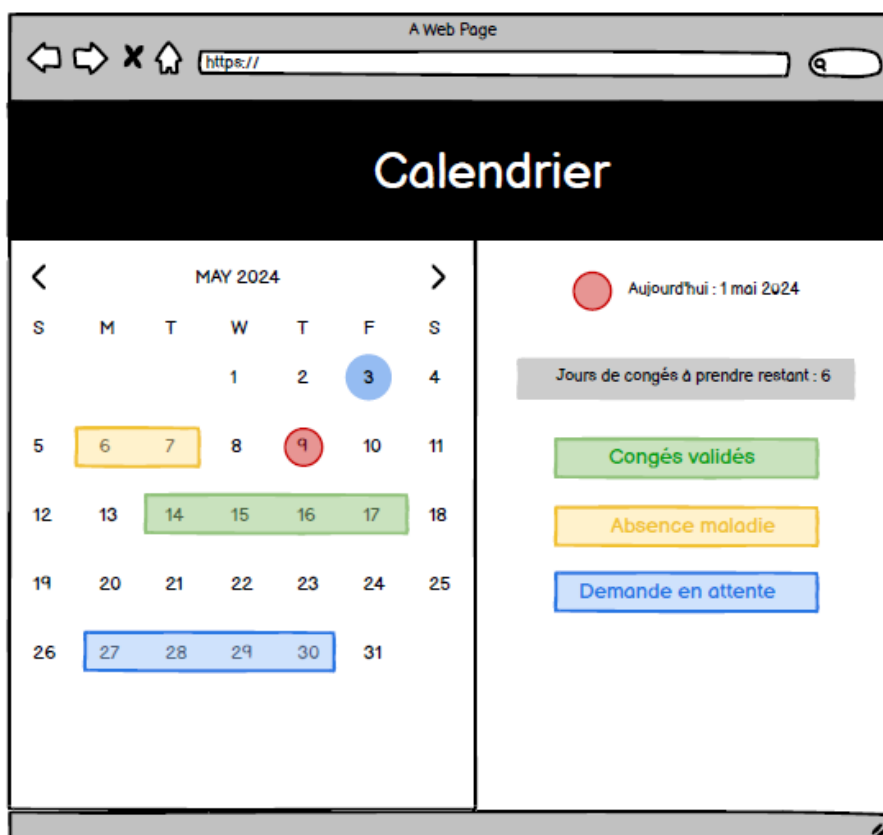 A Web Page
https://
Calendrier
MAY 2024
S M T W T F S
1 2 3 4
5 6 7 8 9 10 11
12 13 14 15 16 17 18
19 20 21 22 23 24 25
26 27 28 29 30 31
Aujourd'hui : 1 mai 2024
Jours de congés à prendre restant : 6
Congés validés
Absence maladie
Demande en attente